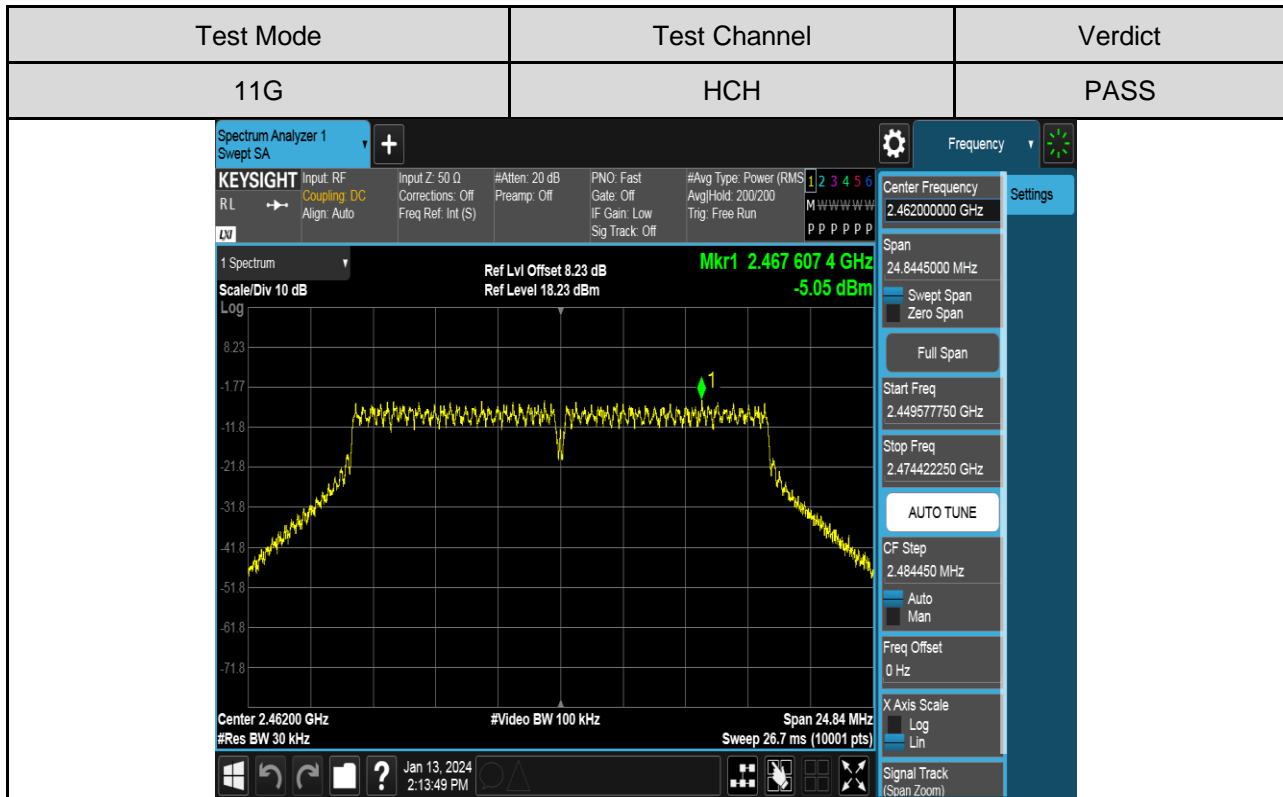 Test Mode Test Channel Verdict
11G HCH PASS
Spectrum Analyzer 1
Swept SA
+
Frequency
KEYSIGHT
RL
LXI
Input: RF
Coupling: DC
Align: Auto
Input Z: 50 Ω
Corrections: Off
Freq Ref: Int (S)
#Atten: 20 dB
Preamp: Off
PNO: Fast
Gate: Off
IF Gain: Low
Sig Track: Off
#Avg Type: Power (RMS
Avg|Hold: 200/200
Trig: Free Run
1 2 3 4 5 6
M W W W W W
P P P P P P
1 Spectrum
Scale/Div 10 dB
Log
Ref Lvl Offset 8.23 dB
Ref Level 18.23 dBm
Mkr1 2.467 607 4 GHz
-5.05 dBm
8.23
-1.77
-11.8
-21.8
-31.8
-41.8
-51.8
-61.8
-71.8
1
Center 2.46200 GHz
#Res BW 30 kHz
#Video BW 100 kHz
Span 24.84 MHz
Sweep 26.7 ms (10001 pts)
?
Jan 13, 2024
2:13:49 PM
Center Frequency
2.462000000 GHz
Span
24.8445000 MHz
Swept Span
Zero Span
Full Span
Start Freq
2.449577750 GHz
Stop Freq
2.474422250 GHz
AUTO TUNE
CF Step
2.484450 MHz
Auto
Man
Freq Offset
0 Hz
X Axis Scale
Log
Lin
Signal Track
(Span Zoom)
Settings